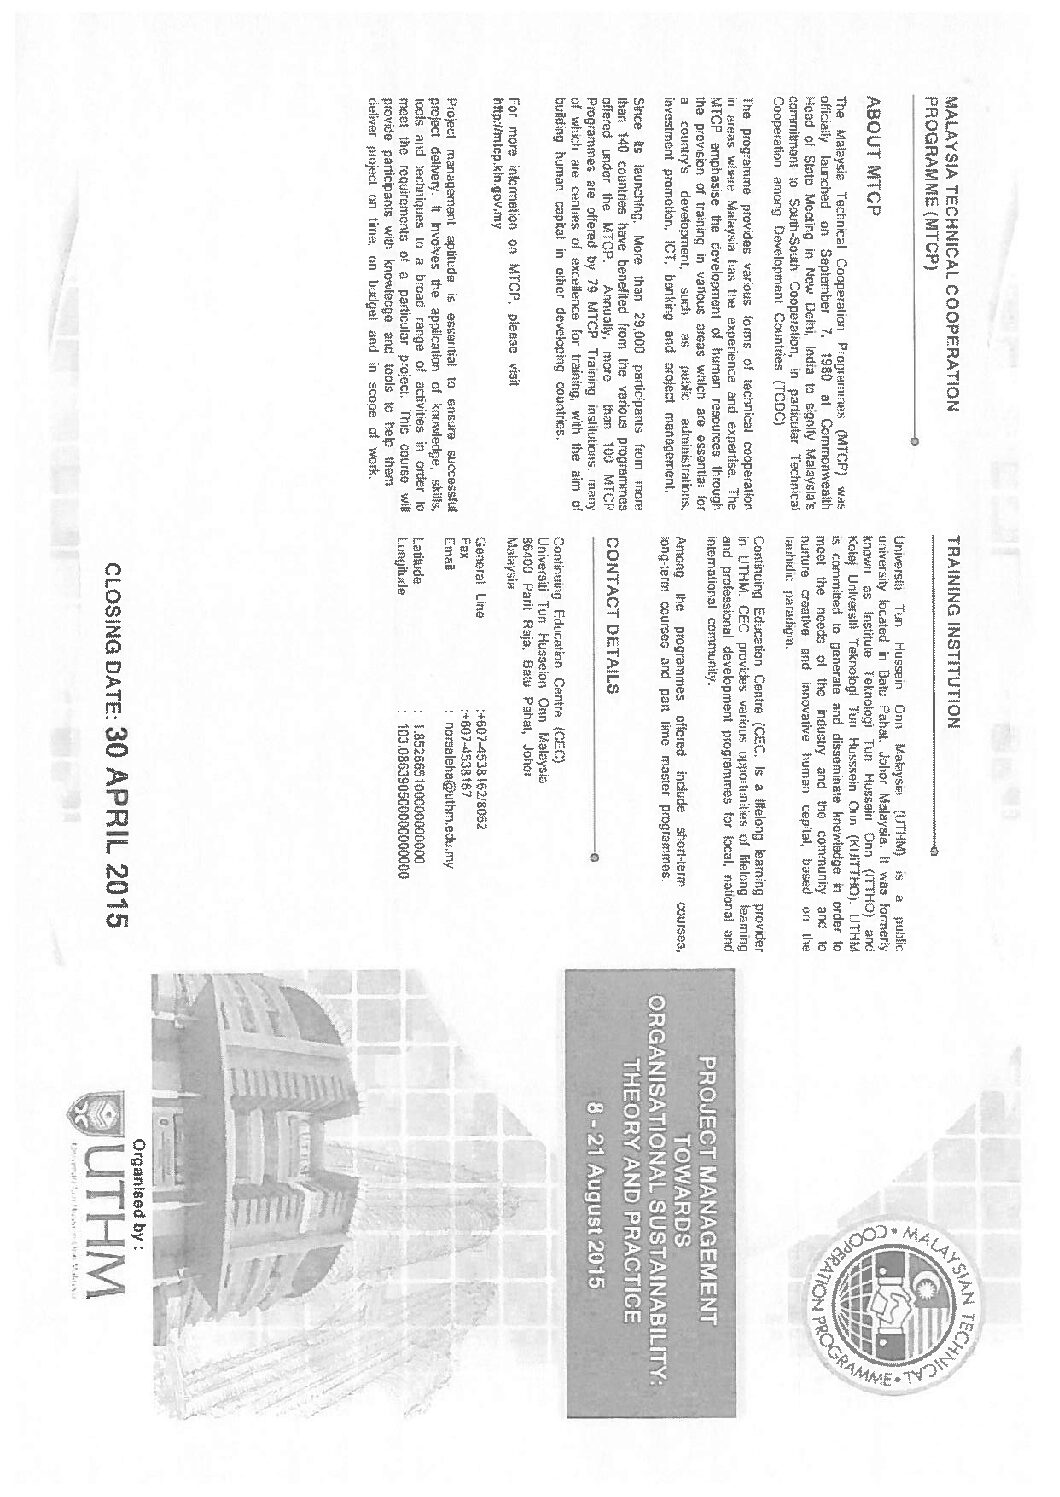 MALAYSIA TECHNICAL COOPERATION
PROGRAMME (MTCP)
ABOUT MTCP
The Malaysia Technical Cooperation Programmes (MTCP) was
officially launched on September 7, 1980 at Commonwealth
Head of State Meeting in New Delhi, India to signify Malaysia's
commitment to South-South Cooperation, in particular Technical
Cooperation among Development Countries (TCDC)
The programme provides various forms of technical cooperation
in areas where Malaysia has the experience and expertise. The
MTCP emphasise the development of human resources through
the provision of training in various areas which are essential for
a country's development, such as public administrations,
investment promotion, ICT, banking and project management.
Since its launching, More than 29,000 participants from more
than 140 countries have benefited from the various programmes
offered under the MTCP. Annually, more than 100 MTCP
Programmes are offered by 79 MTCP Training institutions, many
of which are centres of excellence for training, with the aim of
building human capital in other developing countries.
For more information on MTCP, please visit
http://mtcp.kln.gov.my
Project management aptitude is essential to ensure successful
project delivery. It involves the application of knowledge, skills,
tools and techniques to a broad range of activities in order to
meet the requirements of a particular project. This course will
provide participants with knowledge and tools to help them
deliver project on time, on budget and in scope of work.
TRAINING INSTITUTION
Universiti Tun Hussein Onn Malaysia (UTHM) is a public
university located in Batu Pahat, Johor Malaysia. It was formerly
known as Institute Teknologi Tun Hussein Onn (ITTHO) and
Kolej Universiti Teknologi Tun Husssein Onn (KUiTTHO). UTHM
is committed to generate and disseminate knowledge in order to
meet the needs of the industry and the community and to
nurture creative and innovative human capital, based on the
tauhidic paradigm.
Continuing Education Centre (CEC, is a lifelong learning provider
in UTHM. CEC provides various opportunities of lifelong learning
and professional development programmes for local, national and
international community.
Among the programmes offered include short-term courses,
long-term courses and part time master programmes.
CONTACT DETAILS
Continuing Education Centre (CEC)
Universiti Tun Hussein Onn Malaysia
86400 Parit Raja, Batu Pahat, Johor
Malaysia
General Line :+607-4538162/8062
Fax :+607-4538167
Email : norsaleha@uthm.edu.my
Latitude : 1.8526651000000000
Longitude : 103.08639050000000000
CLOSING DATE: 30 APRIL 2015
MALAYSIAN TECHNICAL COOPERATION PROGRAMME
PROJECT MANAGEMENT
TOWARDS
ORGANISATIONAL SUSTAINABILITY:
THEORY AND PRACTICE
8 - 21 August 2015
Organised by :
UTHM
Universiti Tun Hussein Onn Malaysia